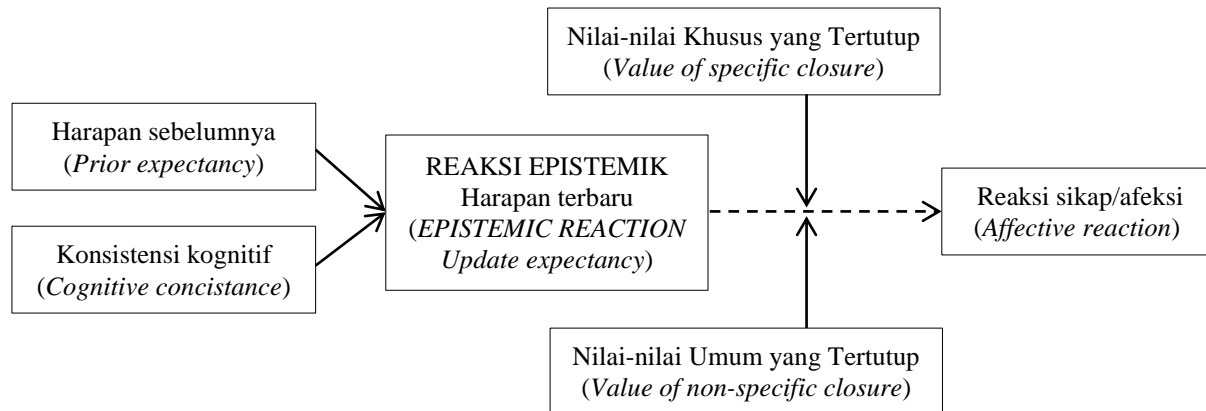 Nilai-nilai Khusus yang Tertutup
(Value of specific closure)
Harapan sebelumnya
(Prior expectancy)
Konsistensi kognitif
(Cognitive concistance)
REAKSI EPISTEMIK
Harapan terbaru
(EPISTEMIC REACTION
Update expectancy)
Reaksi sikap/afeksi
(Affective reaction)
Nilai-nilai Umum yang Tertutup
(Value of non-specific closure)